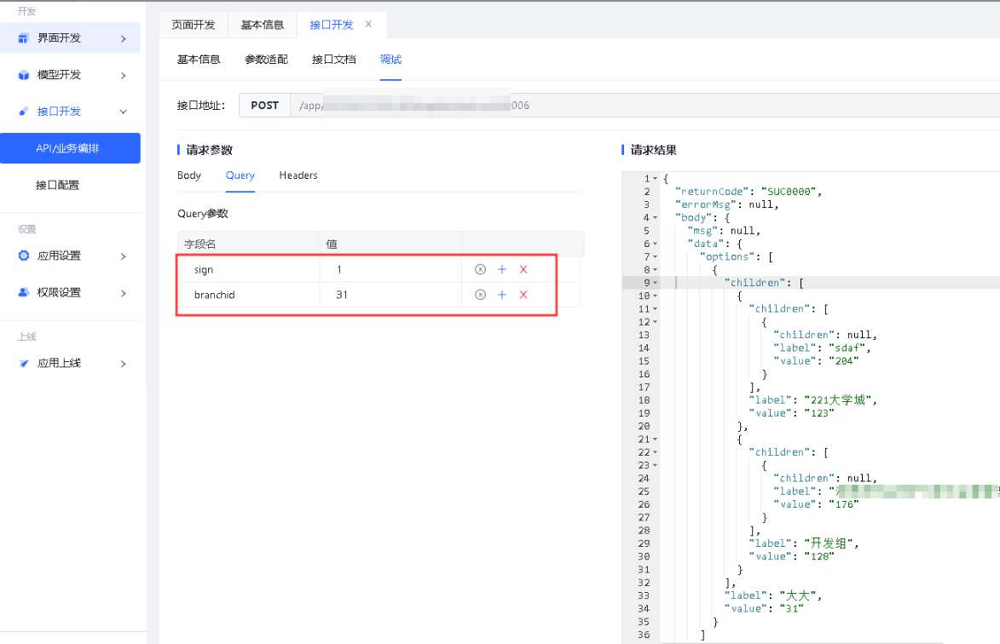 开发
界面开发
模型开发
接口开发
API/业务编排
接口配置
设置
应用设置
权限设置
上线
应用上线
页面开发 基本信息 接口开发
基本信息 参数适配 接口文档 调试
接口地址: POST /app/ 006
请求参数
Body Query Headers
Query参数
字段名 值
sign 1
branchid 31
请求结果
1 {
2 "returnCode": "SUC0000",
3 "errorMsg": null,
4 "body": {
5 "msg": null,
6 "data": {
7 "options": [
8 {
9 "children": [
10 {
11 "children": [
12 {
13 "children": null,
14 "label": "sdaf",
15 "value": "204"
16 }
17 ],
18 "label": "221大学城",
19 "value": "123"
20 },
21 {
22 "children": [
23 {
24 "children": null,
25 "label": "
26 "value": "176"
27 }
28 ],
29 "label": "开发组",
30 "value": "128"
31 }
32 ],
33 "label": "大大",
34 "value": "31"
35 }
36 ]